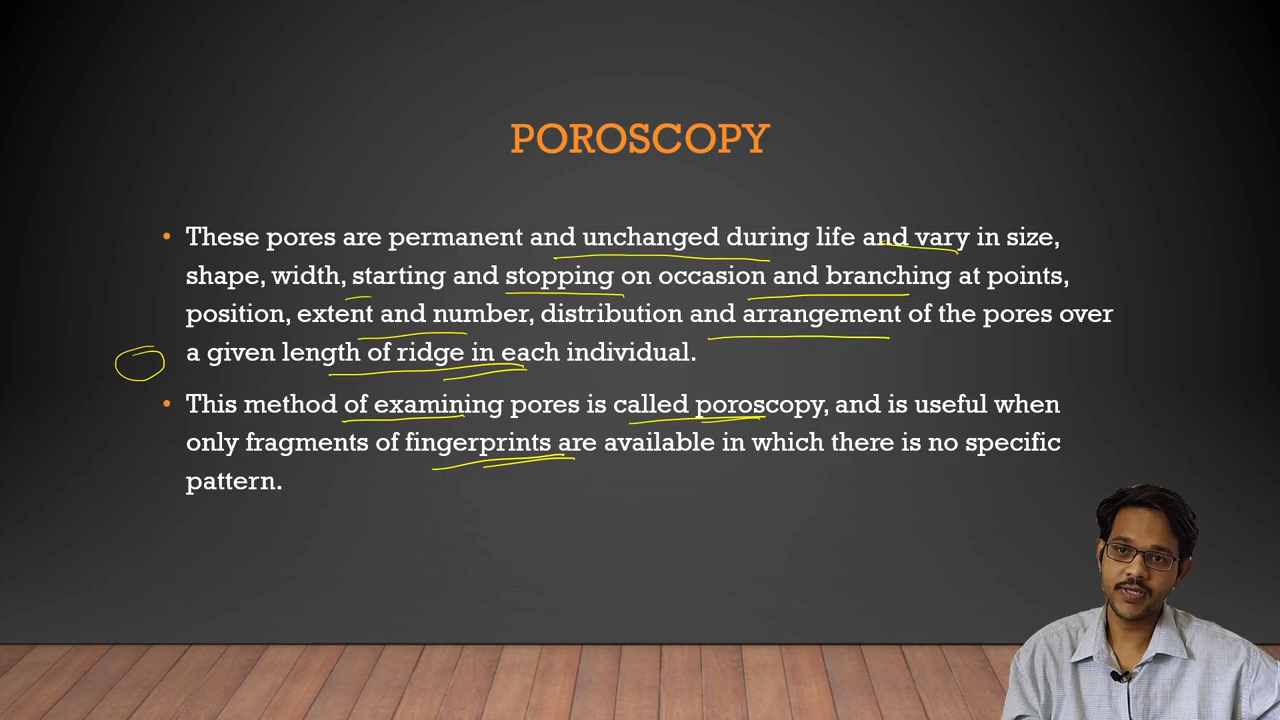 POROSCOPY
• These pores are permanent and unchanged during life and vary in size,
shape, width, starting and stopping on occasion and branching at points,
position, extent and number, distribution and arrangement of the pores over
a given length of ridge in each individual.
• This method of examining pores is called poroscopy, and is useful when
only fragments of fingerprints are available in which there is no specific
pattern.